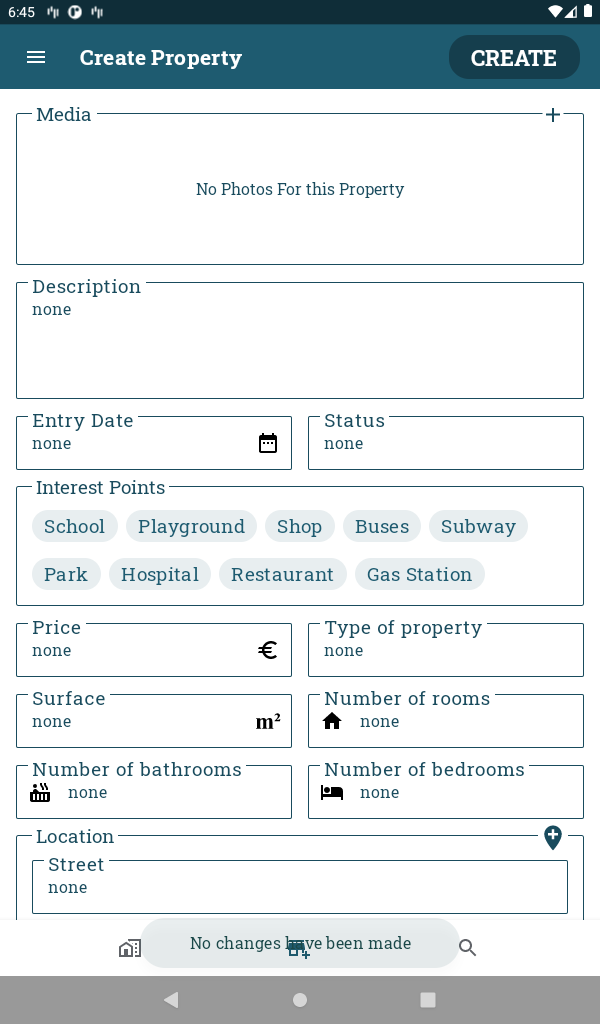 6:45
Create Property
CREATE
Media
No Photos For this Property
Description
none
Entry Date
none
Status
none
Interest Points
School
Playground
Shop
Buses
Subway
Park
Hospital
Restaurant
Gas Station
Price
none
€
Type of property
none
Surface
none
m²
Number of rooms
none
Number of bathrooms
none
Number of bedrooms
none
Location
Street
none
No changes have been made